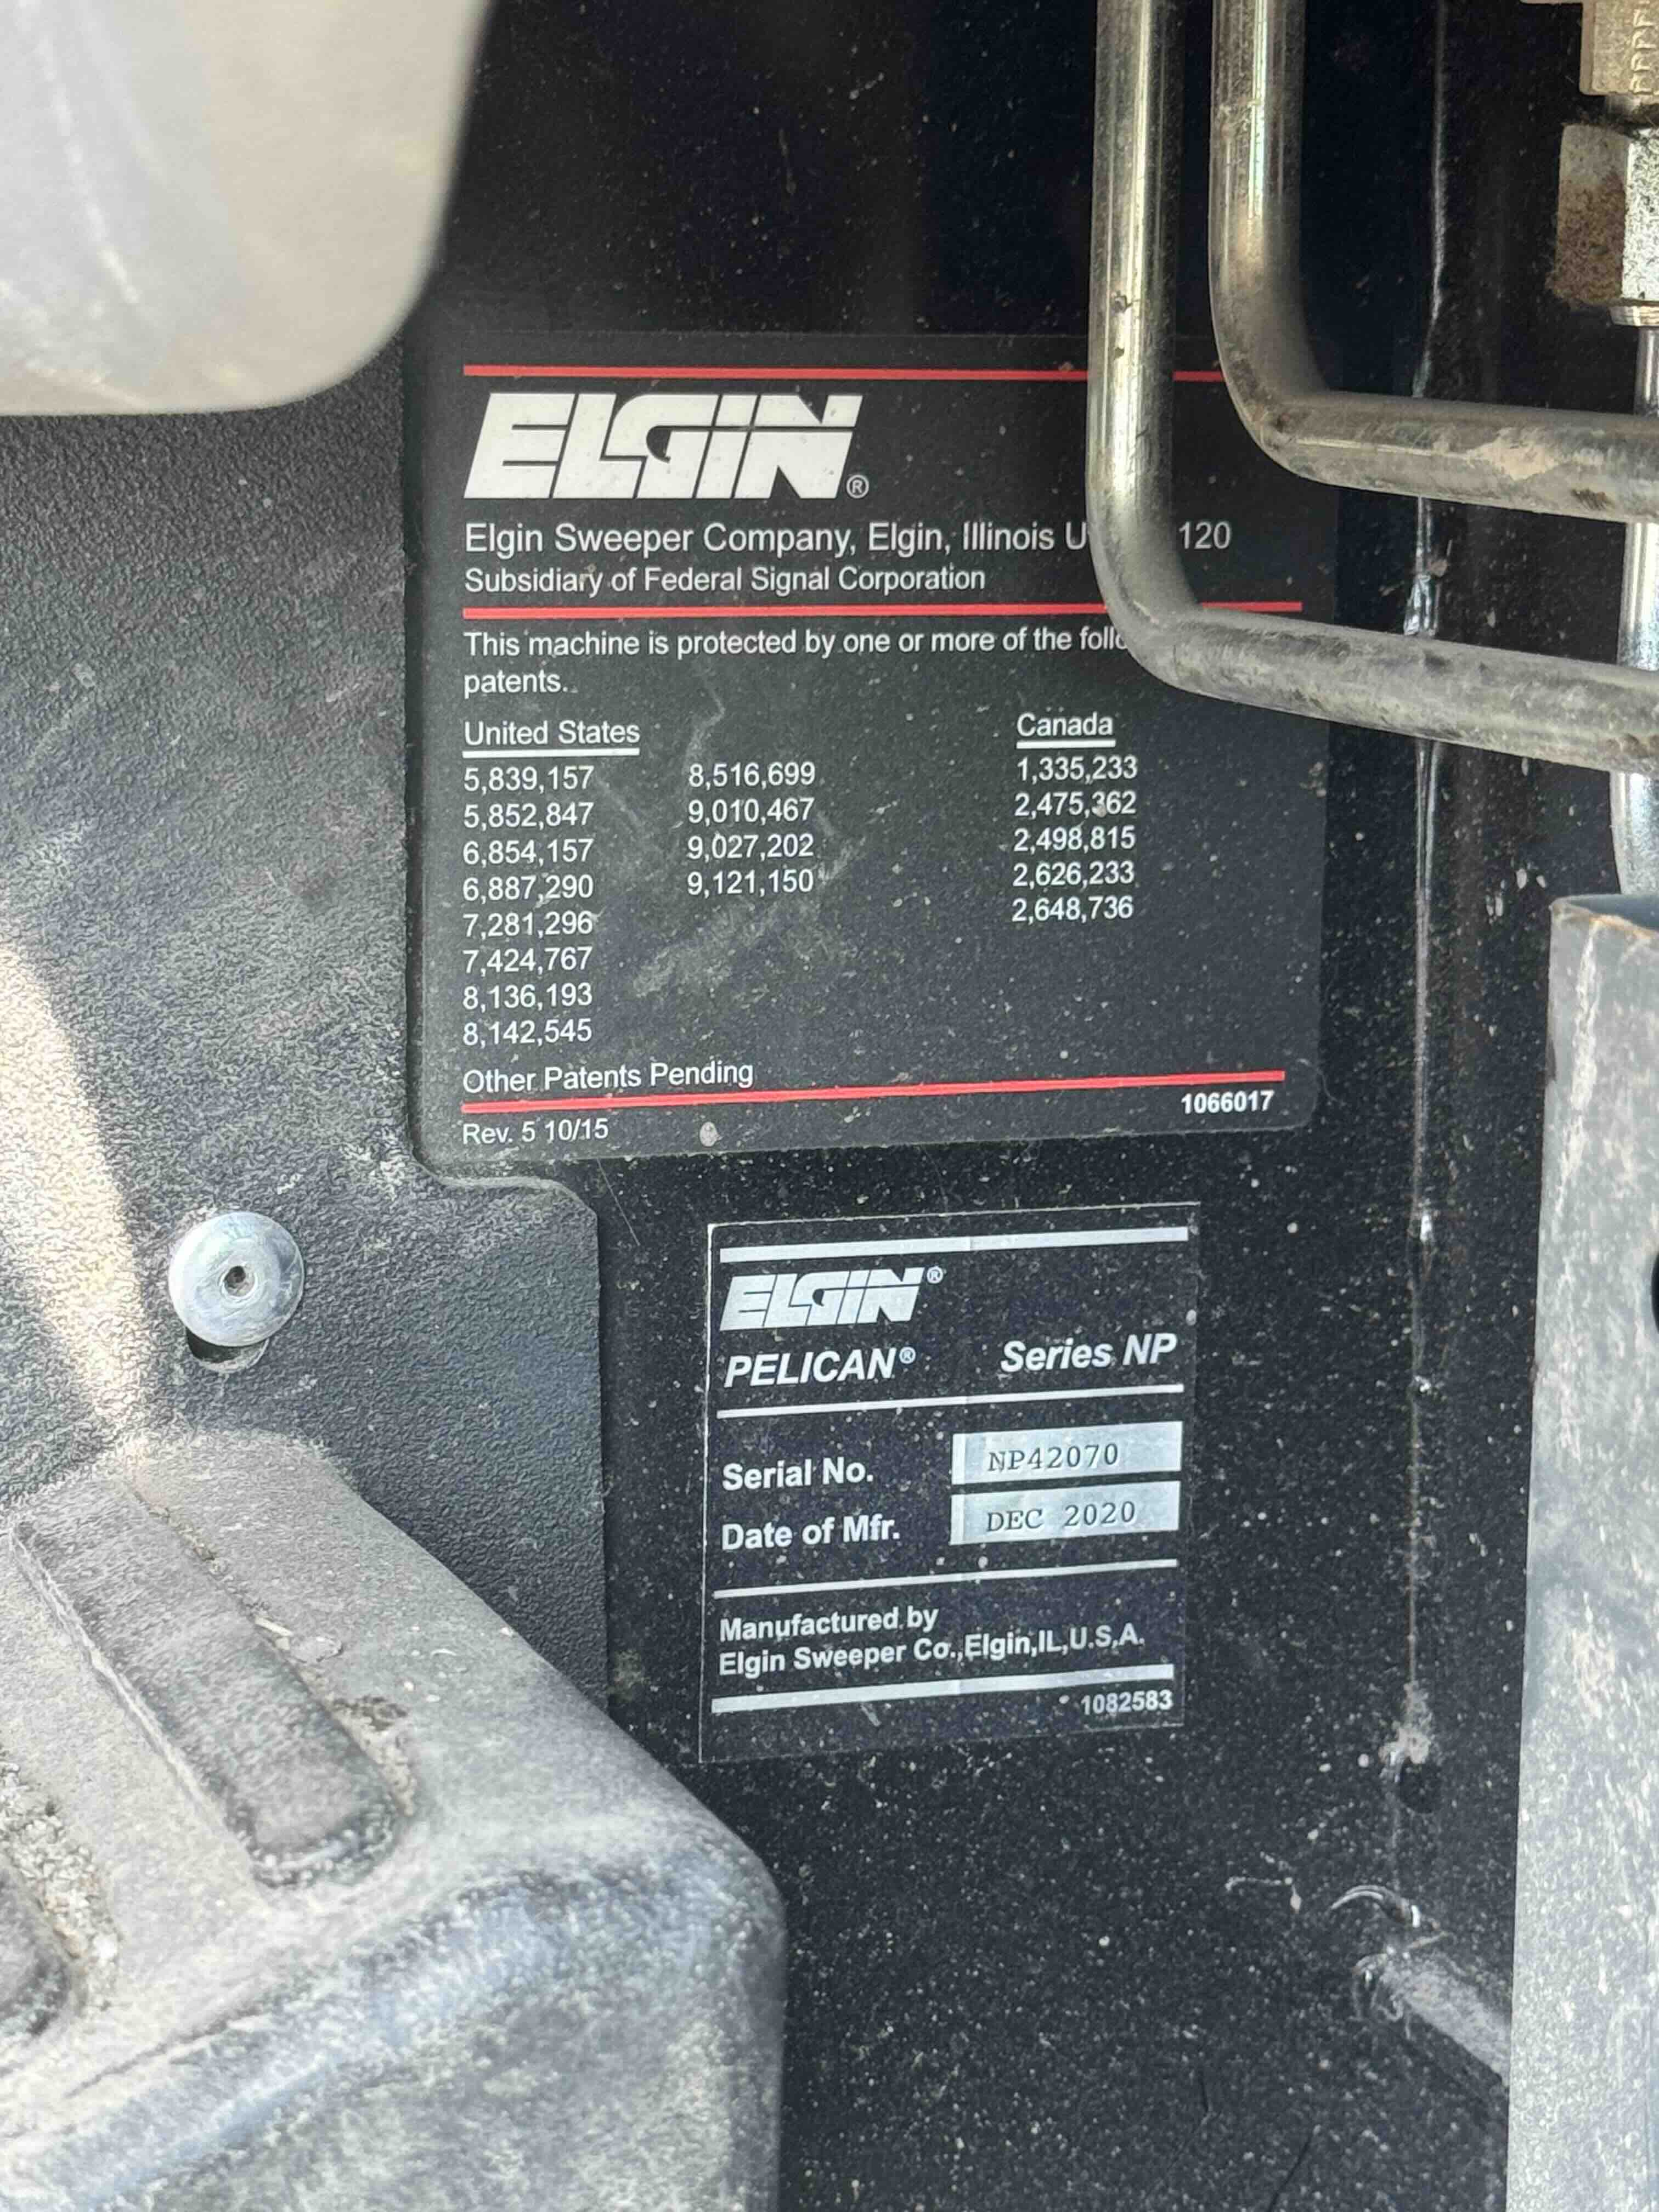 ELGIN®
Elgin Sweeper Company, Elgin, Illinois U 120
Subsidiary of Federal Signal Corporation
This machine is protected by one or more of the
patents.
United States
5,839,157
5,852,847
6,854,157
6,887,290
7,281,296
7,424,767
8,136,193
8,142,545
8,516,699
9,010,467
9,027,202
9,121,150
Canada
1,335,233
2,475,362
2,498,815
2,626,233
2,648,736
Other Patents Pending
1066017
Rev. 5 10/15
ELGIN®
PELICAN® Series NP
Serial No. NP42070
Date of Mfr. DEC 2020
Manufactured by
Elgin Sweeper Co.,Elgin,IL,U.S.A.
1082583